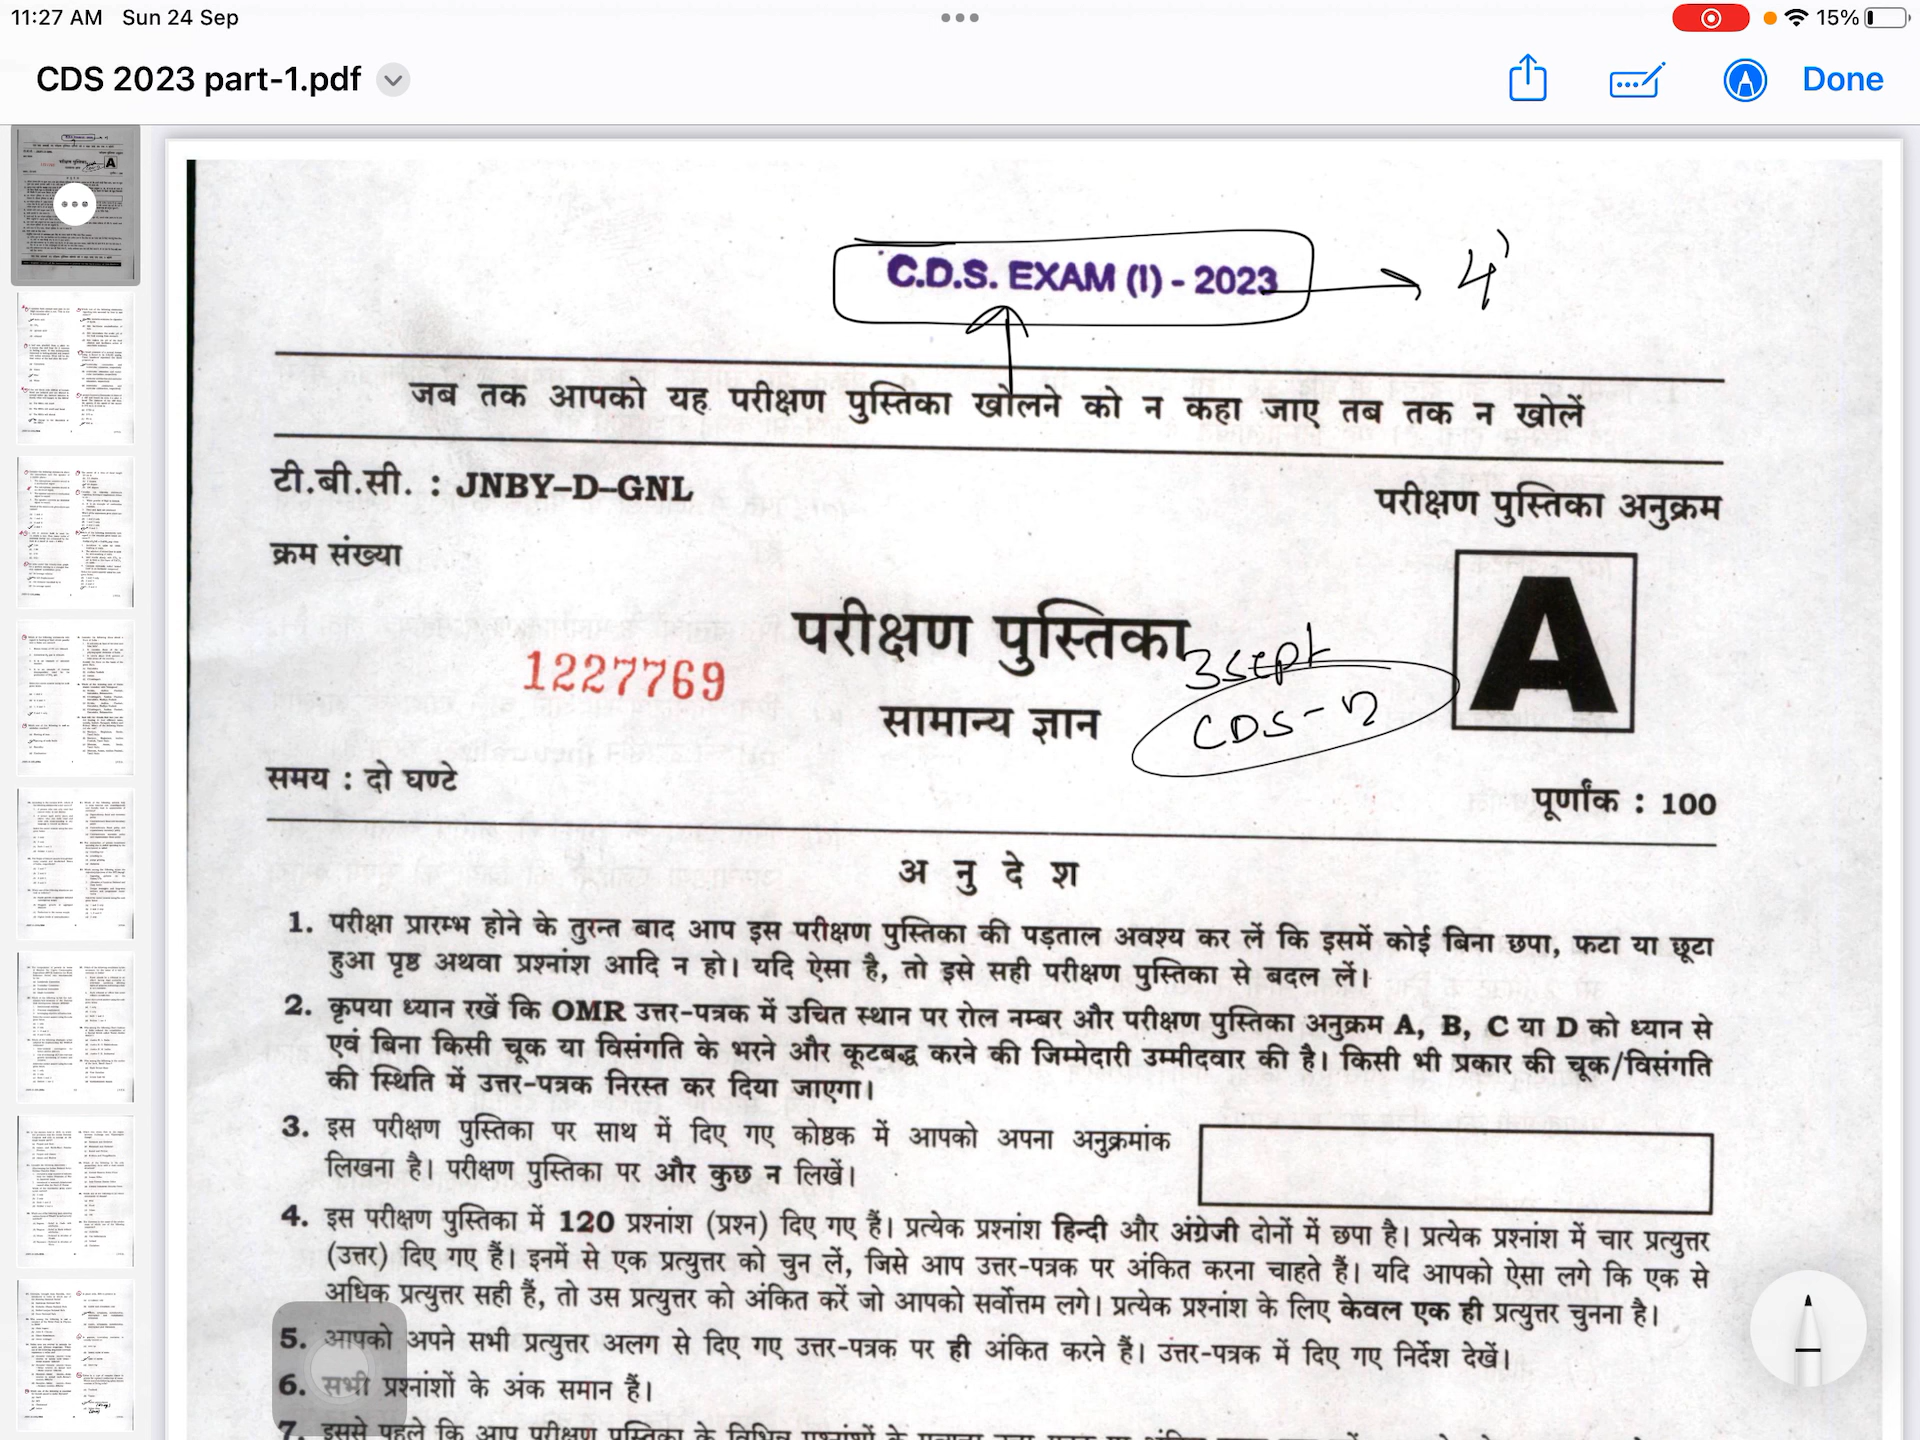 11:27 AM Sun 24 Sep
15%
CDS 2023 part-1.pdf
Done
C.D.S. EXAM (I) - 2023
4
जब तक आपको यह परीक्षण पुस्तिका खोलने को न कहा जाए तब तक न खोलें
टी.बी.सी. : JNBY-D-GNL
परीक्षण पुस्तिका अनुक्रम
क्रम संख्या
A
परीक्षण पुस्तिका
1227769
3 Sept
सामान्य ज्ञान
CDS-2
समय : दो घण्टे
पूर्णांक : 100
अ नु दे श
1. परीक्षा प्रारम्भ होने के तुरन्त बाद आप इस परीक्षण पुस्तिका की पड़ताल अवश्य कर लें कि इसमें कोई बिना छपा, फटा या छूटा
हुआ पृष्ठ अथवा प्रश्नांश आदि न हो। यदि ऐसा है, तो इसे सही परीक्षण पुस्तिका से बदल लें।
2. कृपया ध्यान रखें कि OMR उत्तर-पत्रक में उचित स्थान पर रोल नम्बर और परीक्षण पुस्तिका अनुक्रम A, B, C या D को ध्यान से
एवं बिना किसी चूक या विसंगति के भरने और कूटबद्ध करने की जिम्मेदारी उम्मीदवार की है। किसी भी प्रकार की चूक/विसंगति
की स्थिति में उत्तर-पत्रक निरस्त कर दिया जाएगा।
3. इस परीक्षण पुस्तिका पर साथ में दिए गए कोष्ठक में आपको अपना अनुक्रमांक
लिखना है। परीक्षण पुस्तिका पर और कुछ न लिखें।
4. इस परीक्षण पुस्तिका में 120 प्रश्नांश (प्रश्न) दिए गए हैं। प्रत्येक प्रश्नांश हिन्दी और अंग्रेजी दोनों में छपा है। प्रत्येक प्रश्नांश में चार प्रत्युत्तर
(उत्तर) दिए गए हैं। इनमें से एक प्रत्युत्तर को चुन लें, जिसे आप उत्तर-पत्रक पर अंकित करना चाहते हैं। यदि आपको ऐसा लगे कि एक से
अधिक प्रत्युत्तर सही हैं, तो उस प्रत्युत्तर को अंकित करें जो आपको सर्वोत्तम लगे। प्रत्येक प्रश्नांश के लिए केवल एक ही प्रत्युत्तर चुनना है।
5. आपको अपने सभी प्रत्युत्तर अलग से दिए गए उत्तर-पत्रक पर ही अंकित करने हैं। उत्तर-पत्रक में दिए गए निर्देश देखें।
6. सभी प्रश्नांशों के अंक समान हैं।
7. इससे पहले कि आप परीक्षण पुस्तिका के विभिन्न प्रश्नांशों के